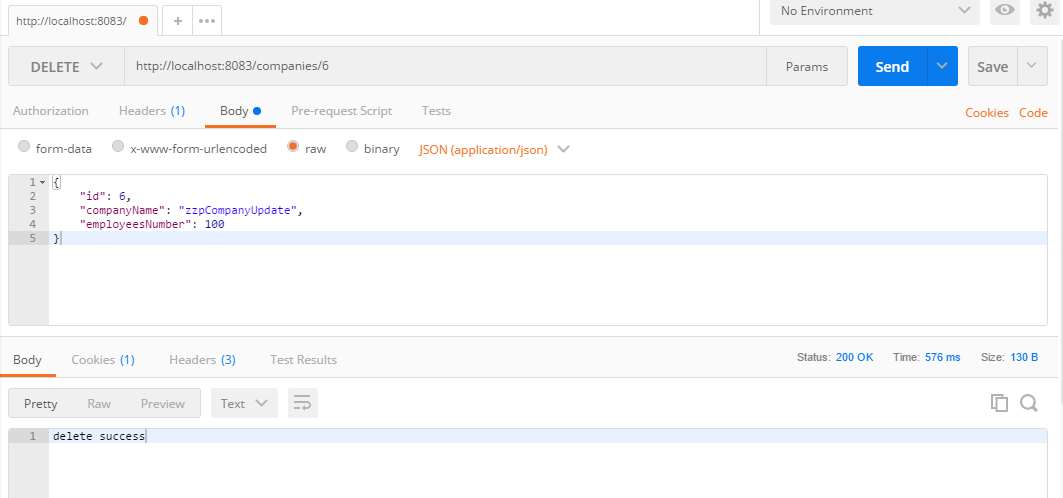 http://localhost:8083/
No Environment
DELETE http://localhost:8083/companies/6 Params Send Save
Authorization Headers (1) Body Pre-request Script Tests Cookies Code
form-data x-www-form-urlencoded raw binary JSON (application/json)
1 {
2 "id": 6,
3 "companyName": "zzpCompanyUpdate",
4 "employeesNumber": 100
5 }
Body Cookies (1) Headers (3) Test Results Status: 200 OK Time: 576 ms Size: 130 B
Pretty Raw Preview Text
1 delete success